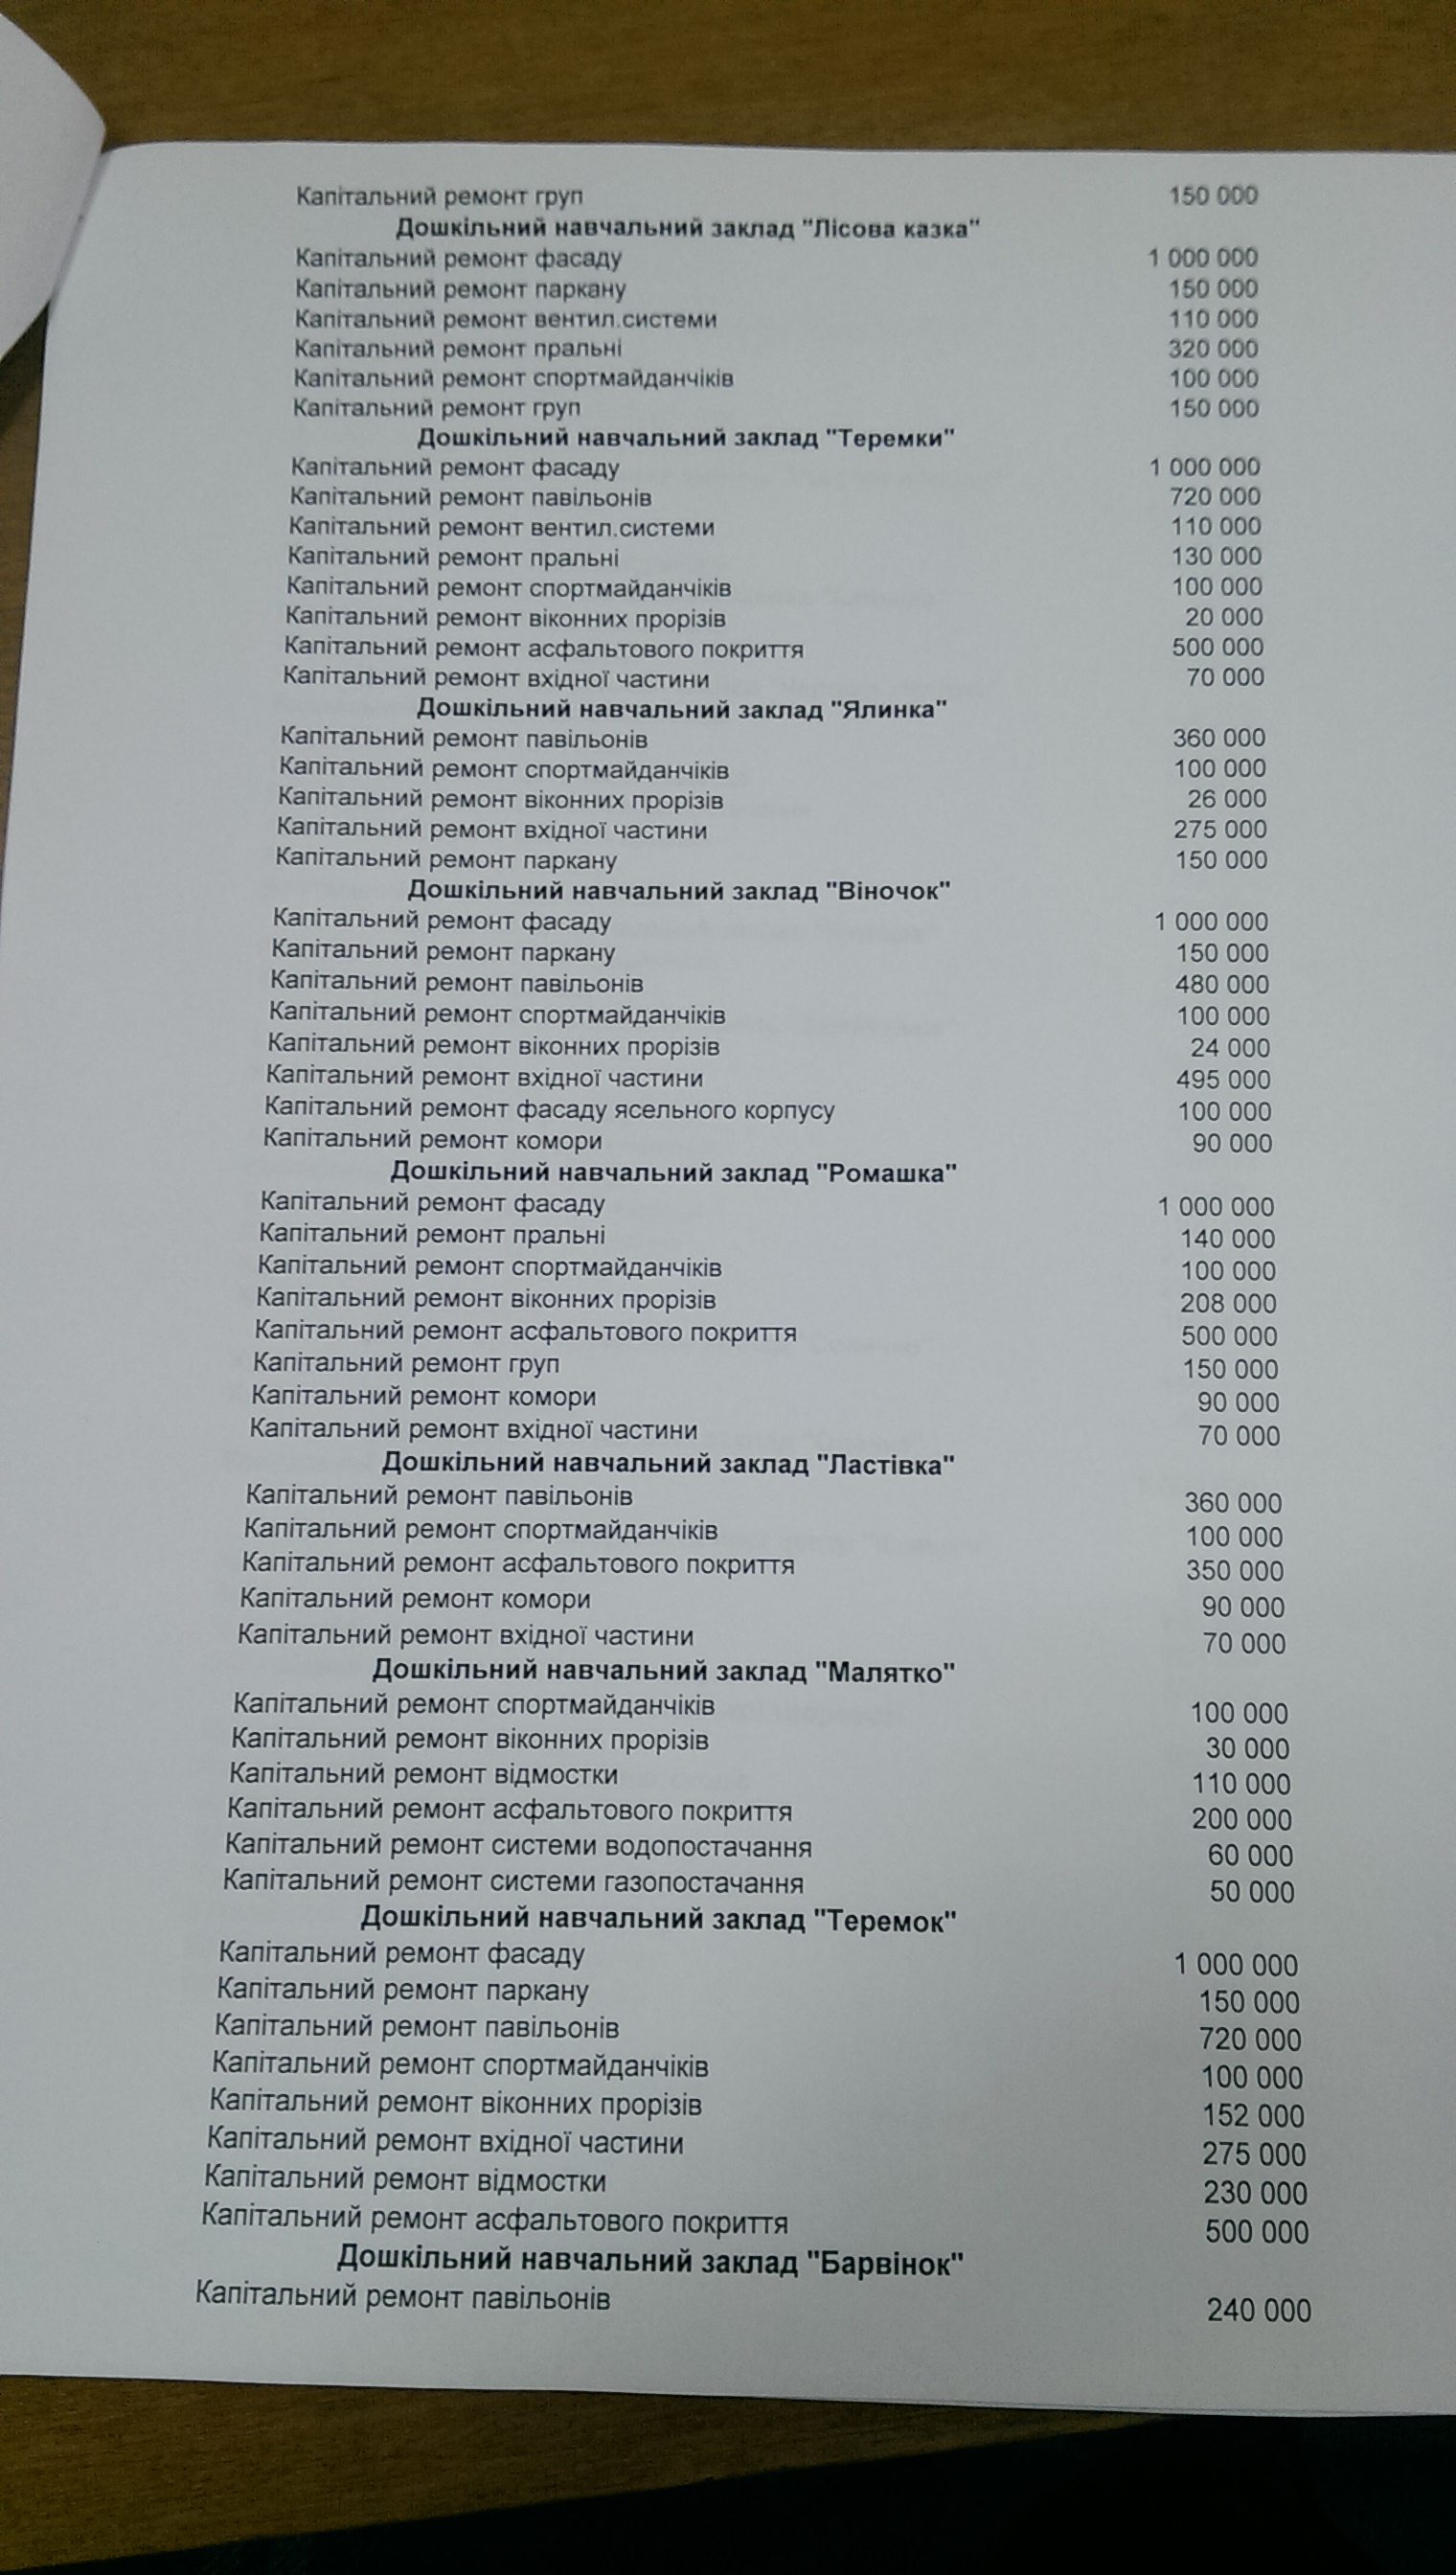 Капітальний ремонт груп 150 000
Дошкільний навчальний заклад "Лісова казка"
Капітальний ремонт фасаду 1 000 000
Капітальний ремонт паркану 150 000
Капітальний ремонт вентил.системи 110 000
Капітальний ремонт пральні 320 000
Капітальний ремонт спортмайданчіків 100 000
Капітальний ремонт груп 150 000
Дошкільний навчальний заклад "Теремки"
Капітальний ремонт фасаду 1 000 000
Капітальний ремонт павільонів 720 000
Капітальний ремонт вентил.системи 110 000
Капітальний ремонт пральні 130 000
Капітальний ремонт спортмайданчіків 100 000
Капітальний ремонт віконних прорізів 20 000
Капітальний ремонт асфальтового покриття 500 000
Капітальний ремонт вхідної частини 70 000
Дошкільний навчальний заклад "Ялинка"
Капітальний ремонт павільонів 360 000
Капітальний ремонт спортмайданчіків 100 000
Капітальний ремонт віконних прорізів 26 000
Капітальний ремонт вхідної частини 275 000
Капітальний ремонт паркану 150 000
Дошкільний навчальний заклад "Віночок"
Капітальний ремонт фасаду 1 000 000
Капітальний ремонт паркану 150 000
Капітальний ремонт павільонів 480 000
Капітальний ремонт спортмайданчіків 100 000
Капітальний ремонт віконних прорізів 24 000
Капітальний ремонт вхідної частини 495 000
Капітальний ремонт фасаду ясельного корпусу 100 000
Капітальний ремонт комори 90 000
Дошкільний навчальний заклад "Ромашка"
Капітальний ремонт фасаду 1 000 000
Капітальний ремонт пральні 140 000
Капітальний ремонт спортмайданчіків 100 000
Капітальний ремонт віконних прорізів 208 000
Капітальний ремонт асфальтового покриття 500 000
Капітальний ремонт груп 150 000
Капітальний ремонт комори 90 000
Капітальний ремонт вхідної частини 70 000
Дошкільний навчальний заклад "Ластівка"
Капітальний ремонт павільонів 360 000
Капітальний ремонт спортмайданчіків 100 000
Капітальний ремонт асфальтового покриття 350 000
Капітальний ремонт комори 90 000
Капітальний ремонт вхідної частини 70 000
Дошкільний навчальний заклад "Малятко"
Капітальний ремонт спортмайданчіків 100 000
Капітальний ремонт віконних прорізів 30 000
Капітальний ремонт відмостки 110 000
Капітальний ремонт асфальтового покриття 200 000
Капітальний ремонт системи водопостачання 60 000
Капітальний ремонт системи газопостачання 50 000
Дошкільний навчальний заклад "Теремок"
Капітальний ремонт фасаду 1 000 000
Капітальний ремонт паркану 150 000
Капітальний ремонт павільонів 720 000
Капітальний ремонт спортмайданчіків 100 000
Капітальний ремонт віконних прорізів 152 000
Капітальний ремонт вхідної частини 275 000
Капітальний ремонт відмостки 230 000
Капітальний ремонт асфальтового покриття 500 000
Дошкільний навчальний заклад "Барвінок"
Капітальний ремонт павільонів 240 000